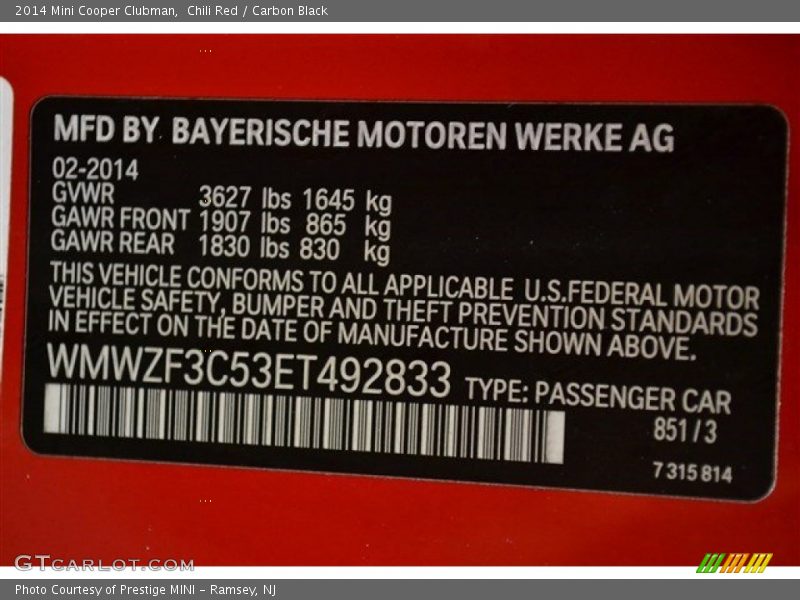 2014 Mini Cooper Clubman, Chili Red / Carbon Black
MFD BY BAYERISCHE MOTOREN WERKE AG
02-2014
GVWR 3627 lbs 1645 kg
GAWR FRONT 1907 lbs 865 kg
GAWR REAR 1830 lbs 830 kg
THIS VEHICLE CONFORMS TO ALL APPLICABLE U.S.FEDERAL MOTOR
VEHICLE SAFETY, BUMPER AND THEFT PREVENTION STANDARDS
IN EFFECT ON THE DATE OF MANUFACTURE SHOWN ABOVE.
WMWZF3C53ET492833 TYPE: PASSENGER CAR
851/3
7 315 814
GTcarlot.com
Photo Courtesy of Prestige MINI - Ramsey, NJ